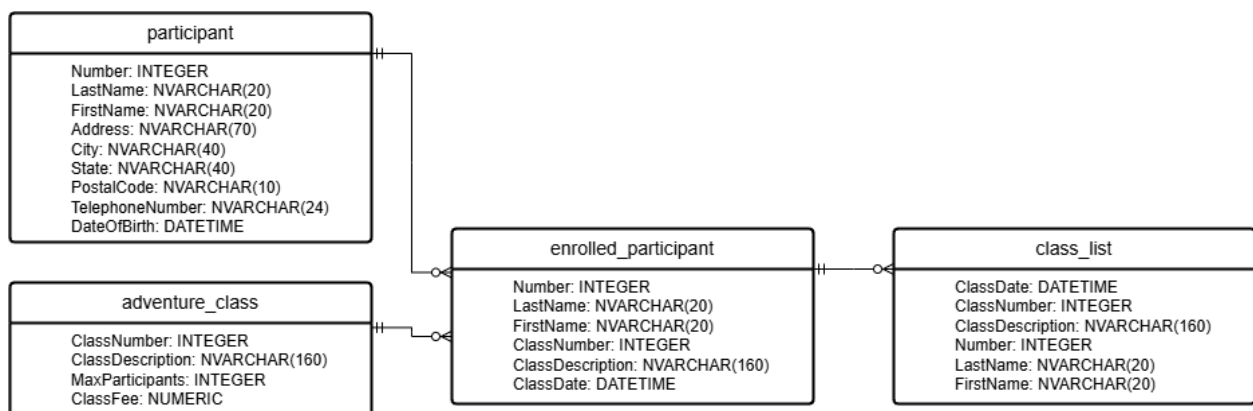 participant
Number: INTEGER
LastName: NVARCHAR(20)
FirstName: NVARCHAR(20)
Address: NVARCHAR(70)
City: NVARCHAR(40)
State: NVARCHAR(40)
PostalCode: NVARCHAR(10)
TelephoneNumber: NVARCHAR(24)
DateOfBirth: DATETIME
adventure_class
ClassNumber: INTEGER
ClassDescription: NVARCHAR(160)
MaxParticipants: INTEGER
ClassFee: NUMERIC
enrolled_participant
Number: INTEGER
LastName: NVARCHAR(20)
FirstName: NVARCHAR(20)
ClassNumber: INTEGER
ClassDescription: NVARCHAR(160)
ClassDate: DATETIME
class_list
ClassDate: DATETIME
ClassNumber: INTEGER
ClassDescription: NVARCHAR(160)
Number: INTEGER
LastName: NVARCHAR(20)
FirstName: NVARCHAR(20)